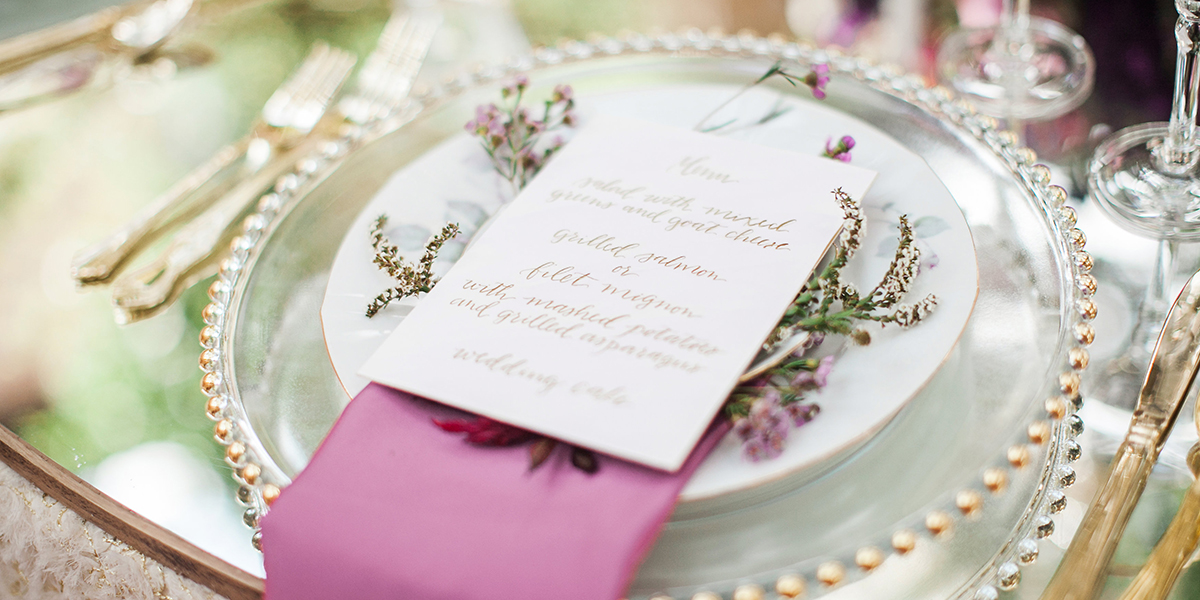 Menu
salad with mixed
greens and goat cheese
grilled salmon
or
filet mignon
with mashed potatoes
and grilled asparagus
wedding cake